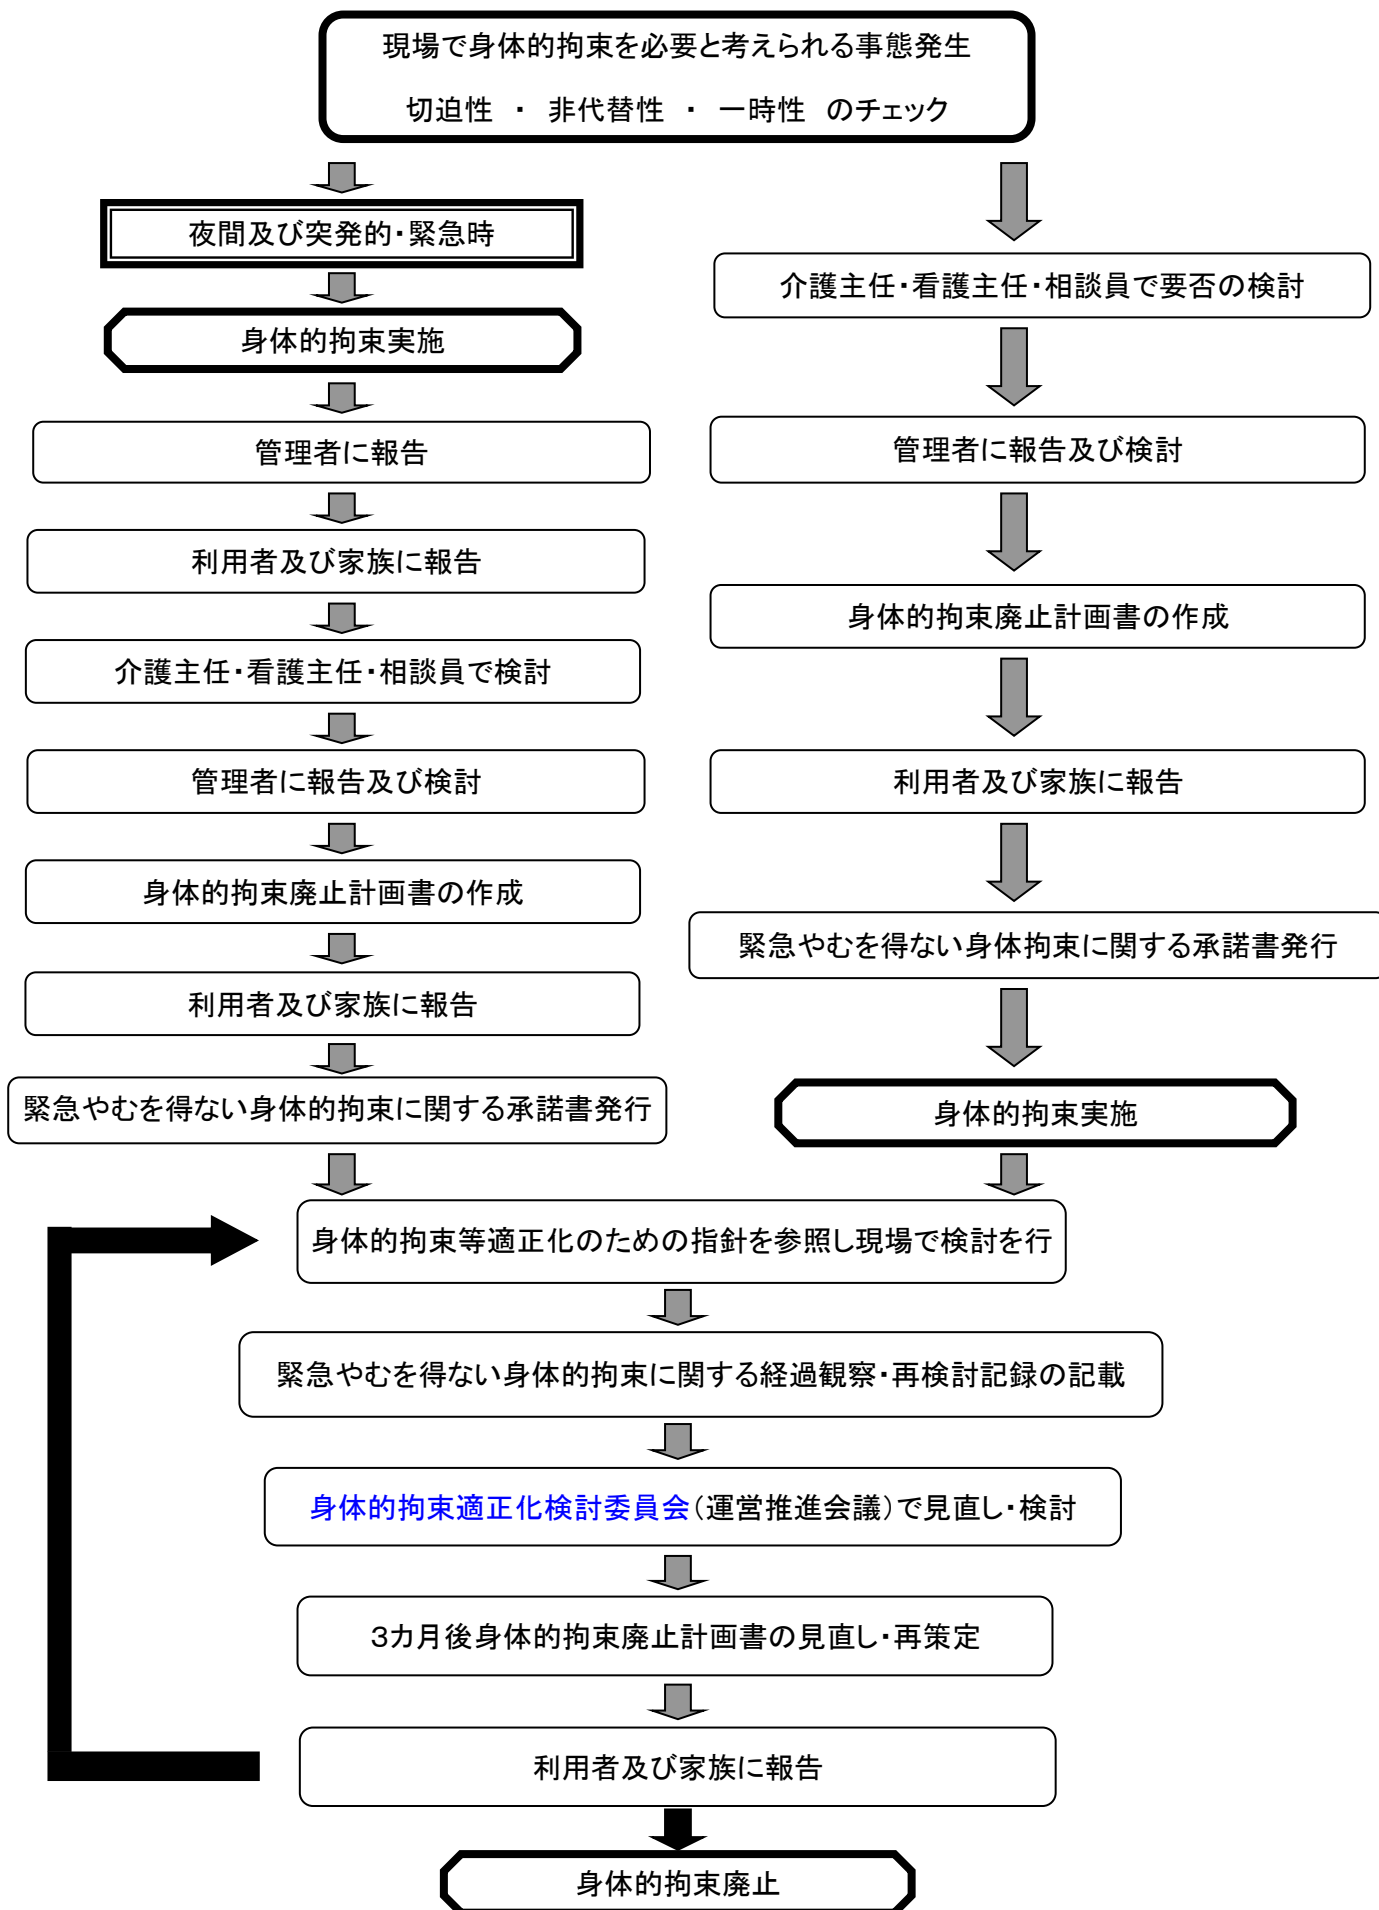 現場で身体的拘束を必要と考えられる事態発生
切迫性 ・ 非代替性 ・ 一時性 のチェック
夜間及び突発的・緊急時
身体的拘束実施
管理者に報告
利用者及び家族に報告
介護主任・看護主任・相談員で検討
管理者に報告及び検討
身体的拘束廃止計画書の作成
利用者及び家族に報告
緊急やむを得ない身体的拘束に関する承諾書発行
介護主任・看護主任・相談員で要否の検討
管理者に報告及び検討
身体的拘束廃止計画書の作成
利用者及び家族に報告
緊急やむを得ない身体拘束に関する承諾書発行
身体的拘束実施
身体的拘束等適正化のための指針を参照し現場で検討を行
緊急やむを得ない身体的拘束に関する経過観察・再検討記録の記載
身体的拘束適正化検討委員会(運営推進会議)で見直し・検討
3カ月後身体的拘束廃止計画書の見直し・再策定
利用者及び家族に報告
身体的拘束廃止